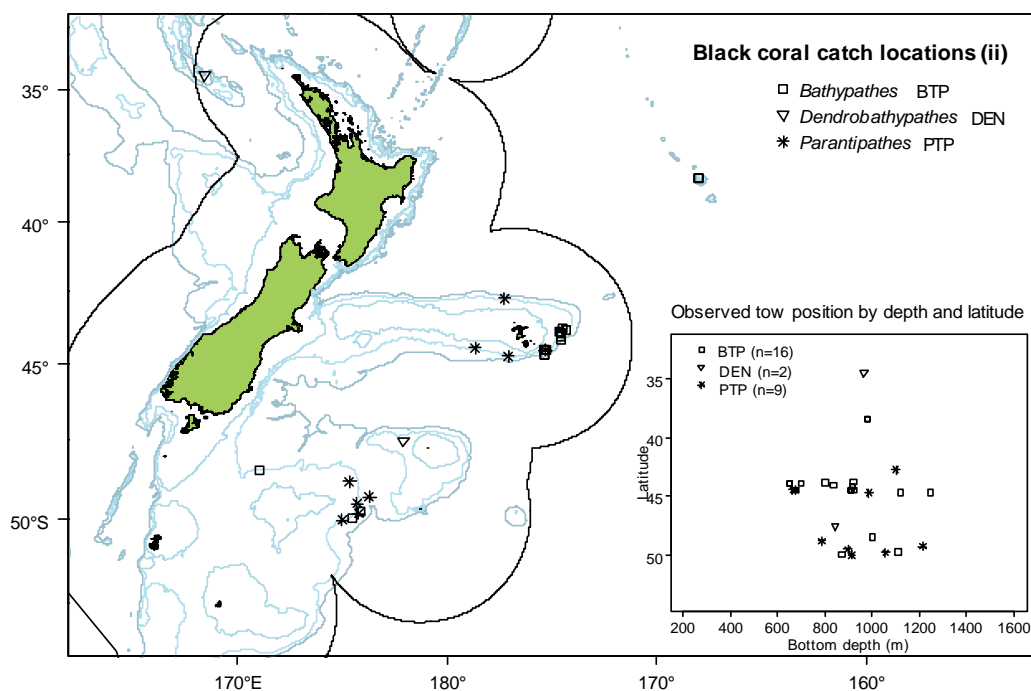 Black coral catch locations (ii)
Bathypathes BTP
Dendrobathypathes DEN
Parantipathes PTP
35°
40°
45°
50°S
170°E
180°
170°
160°
Observed tow position by depth and latitude
BTP (n=16)
DEN (n=2)
PTP (n=9)
Latitude
35
40
45
50
200 400 600 800 1000 1200 1400 1600
Bottom depth (m)